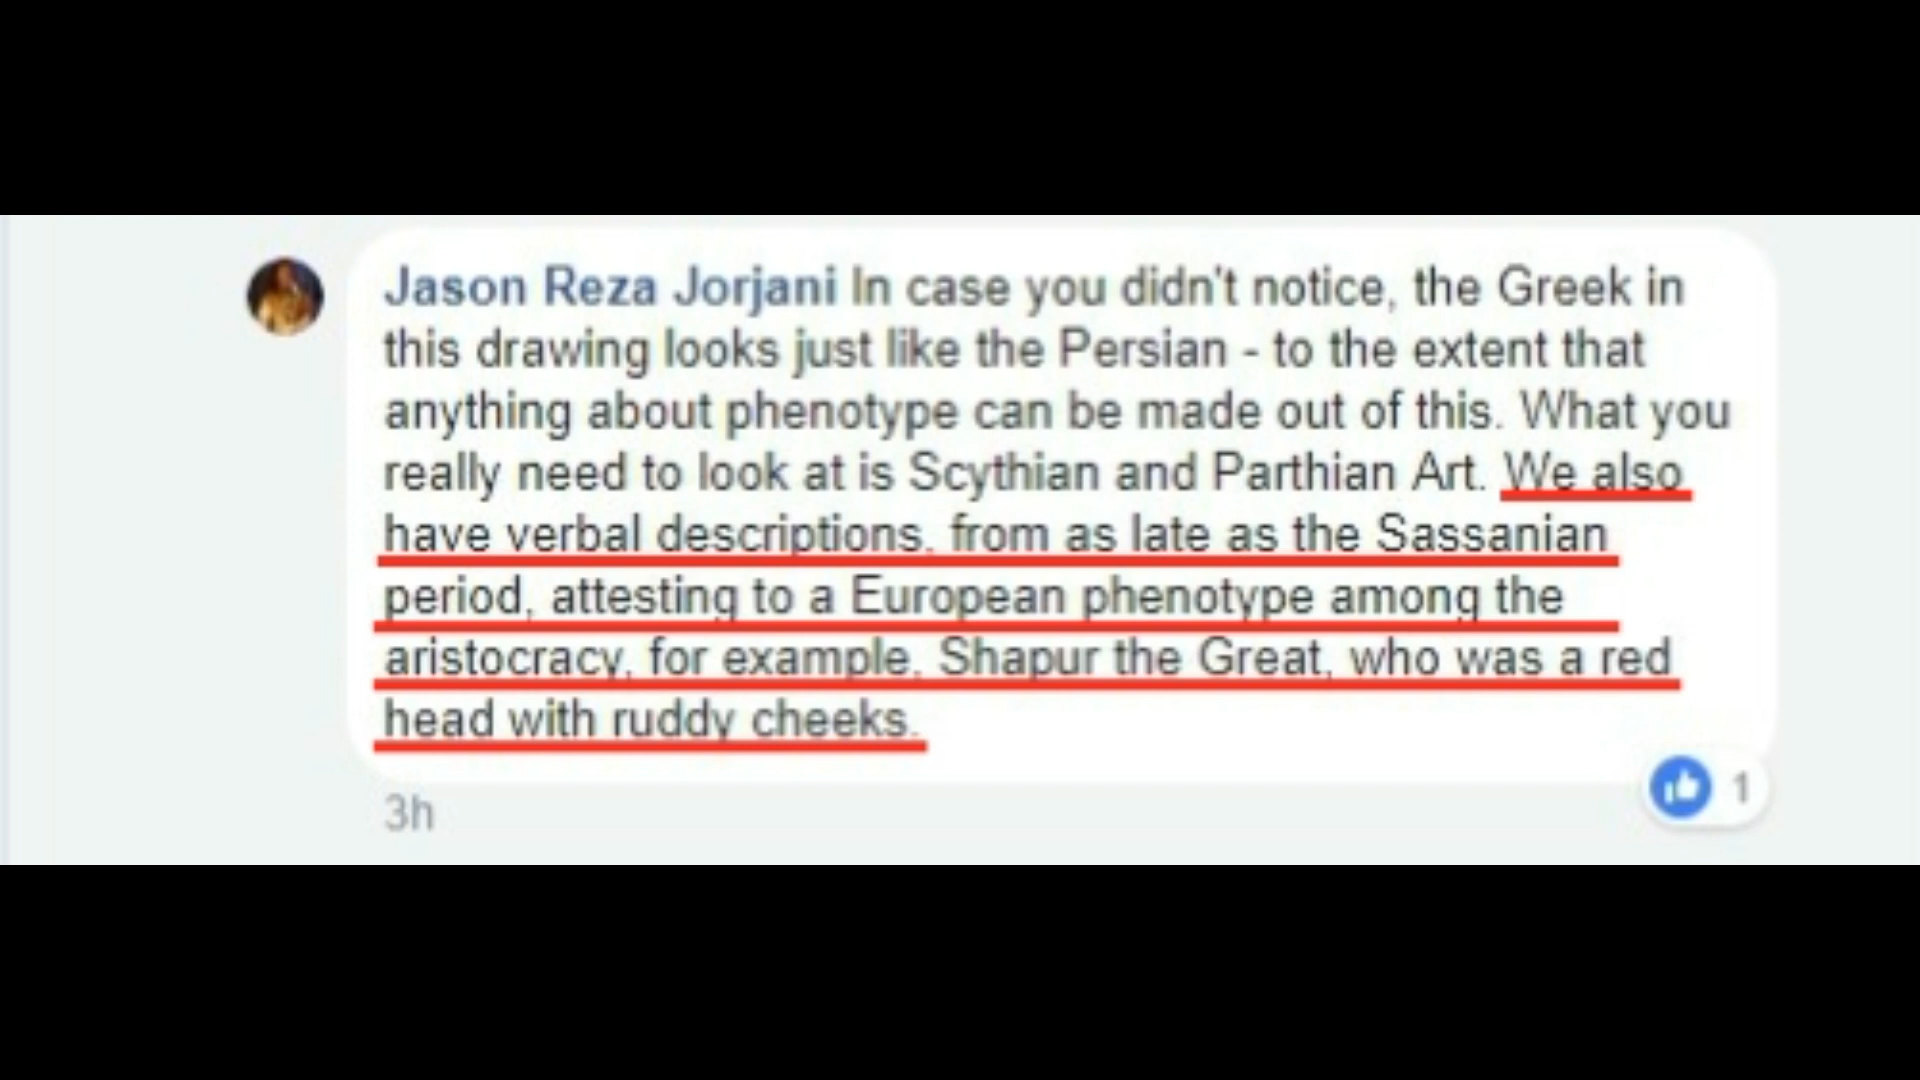 Jason Reza Jorjani In case you didn't notice, the Greek in
this drawing looks just like the Persian - to the extent that
anything about phenotype can be made out of this. What you
really need to look at is Scythian and Parthian Art. We also
have verbal descriptions, from as late as the Sassanian
period, attesting to a European phenotype among the
aristocracy, for example, Shapur the Great, who was a red
head with ruddy cheeks.
1
3h